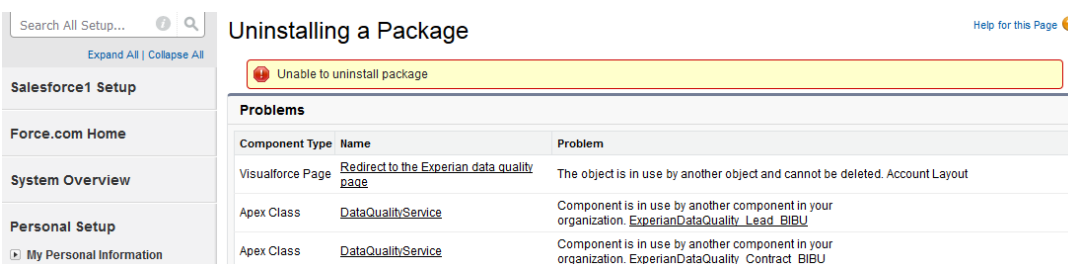 Search All Setup...
Expand All | Collapse All
Salesforce1 Setup
Force.com Home
System Overview
Personal Setup
My Personal Information
Uninstalling a Package
Help for this Page
Unable to uninstall package
Problems
Component Type Name Problem
Visualforce Page Redirect to the Experian data quality
page
The object is in use by another object and cannot be deleted. Account Layout
Apex Class DataQualityService Component is in use by another component in your
organization. ExperianDataQuality_Lead_BIBU
Apex Class DataQualityService Component is in use by another component in your
organization. ExperianDataQuality_Contract_BIBU